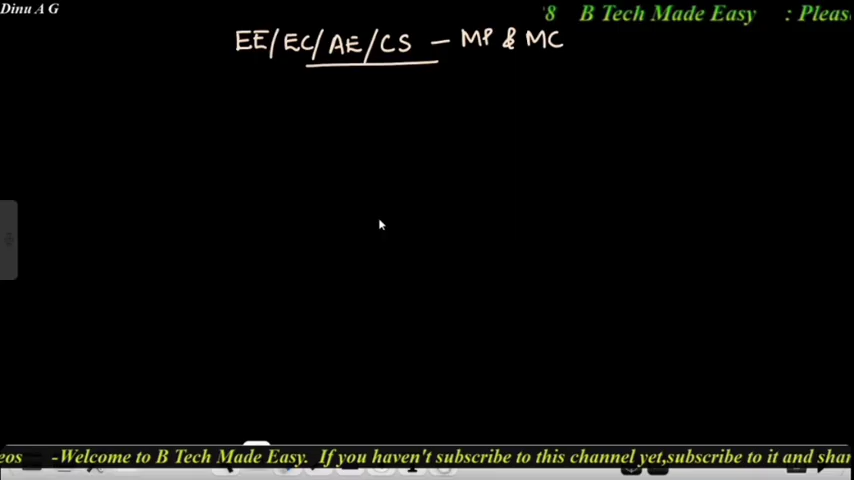 Dinu A G
8 B Tech Made Easy : Pleas
EE/EC/AE/CS – MP & MC
eos -Welcome to B Tech Made Easy. If you haven't subscribe to this channel yet,subscribe to it and shar